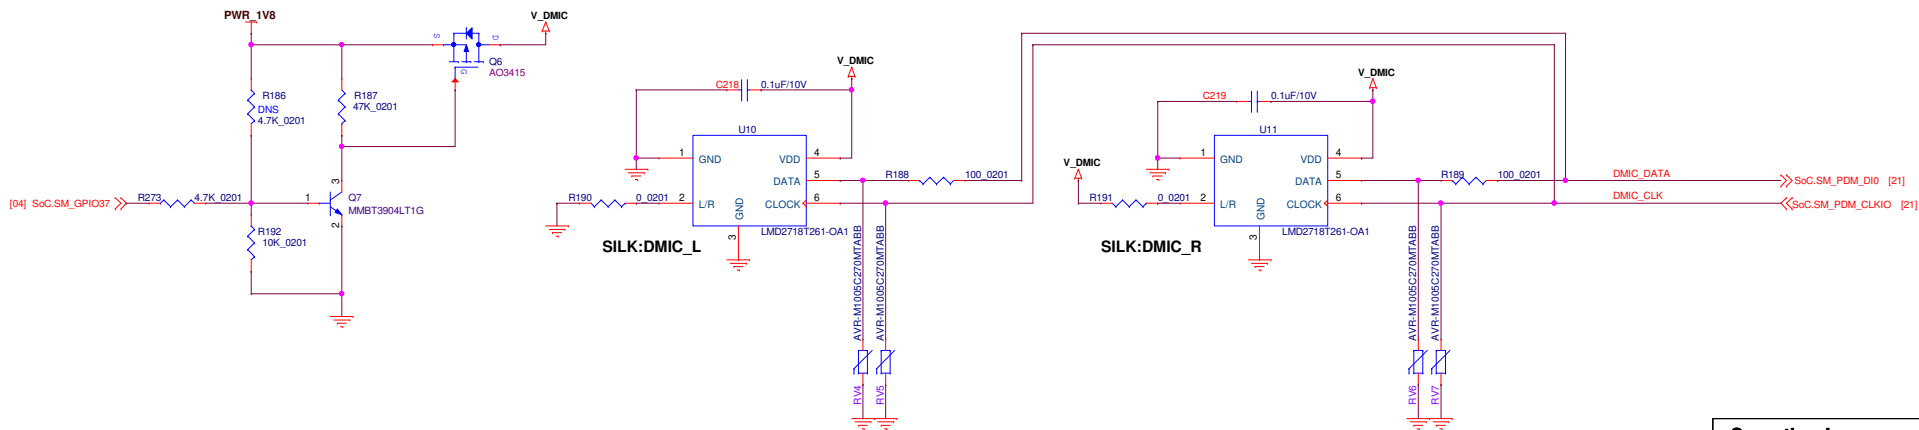 PWR_1V8
V_DMIC
S
D
G
Q6
AO3415
R186
DNS
4.7K_0201
R187
47K_0201
[04] SoC.SM_GPIO37
R273
4.7K_0201
1
3
2
Q7
MMBT3904LT1G
R192
10K_0201
V_DMIC
C218
0.1uF/10V
U10
1
GND
VDD
4
DATA
5
2
L/R
CLOCK
6
GND
3
R190
0_0201
LMD2718T261-OA1
SILK:DMIC_L
R188
100_0201
AVR-M1005C270MTABB
AVR-M1005C270MTABB
RV4
RV5
V_DMIC
C219
0.1uF/10V
U11
1
GND
VDD
4
DATA
5
2
L/R
CLOCK
6
GND
3
V_DMIC
R191
0_0201
LMD2718T261-OA1
SILK:DMIC_R
R189
100_0201
AVR-M1005C270MTABB
AVR-M1005C270MTABB
RV6
RV7
DMIC_DATA
SoC.SM_PDM_DI0 [21]
DMIC_CLK
SoC.SM_PDM_CLKIO [21]